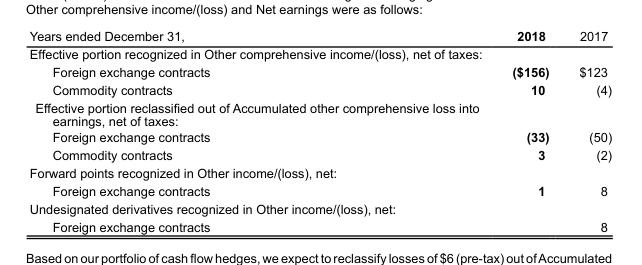 Other comprehensive income/(loss) and Net earnings were as follows:
Years ended December 31, 2018 2017
Effective portion recognized in Other comprehensive income/(loss), net of taxes:
Foreign exchange contracts ($156) $123
Commodity contracts 10 (4)
Effective portion reclassified out of Accumulated other comprehensive loss into
earnings, net of taxes:
Foreign exchange contracts (33) (50)
Commodity contracts 3 (2)
Forward points recognized in Other income/(loss), net:
Foreign exchange contracts 1 8
Undesignated derivatives recognized in Other income/(loss), net:
Foreign exchange contracts 8
Based on our portfolio of cash flow hedges, we expect to reclassify losses of $6 (pre-tax) out of Accumulated